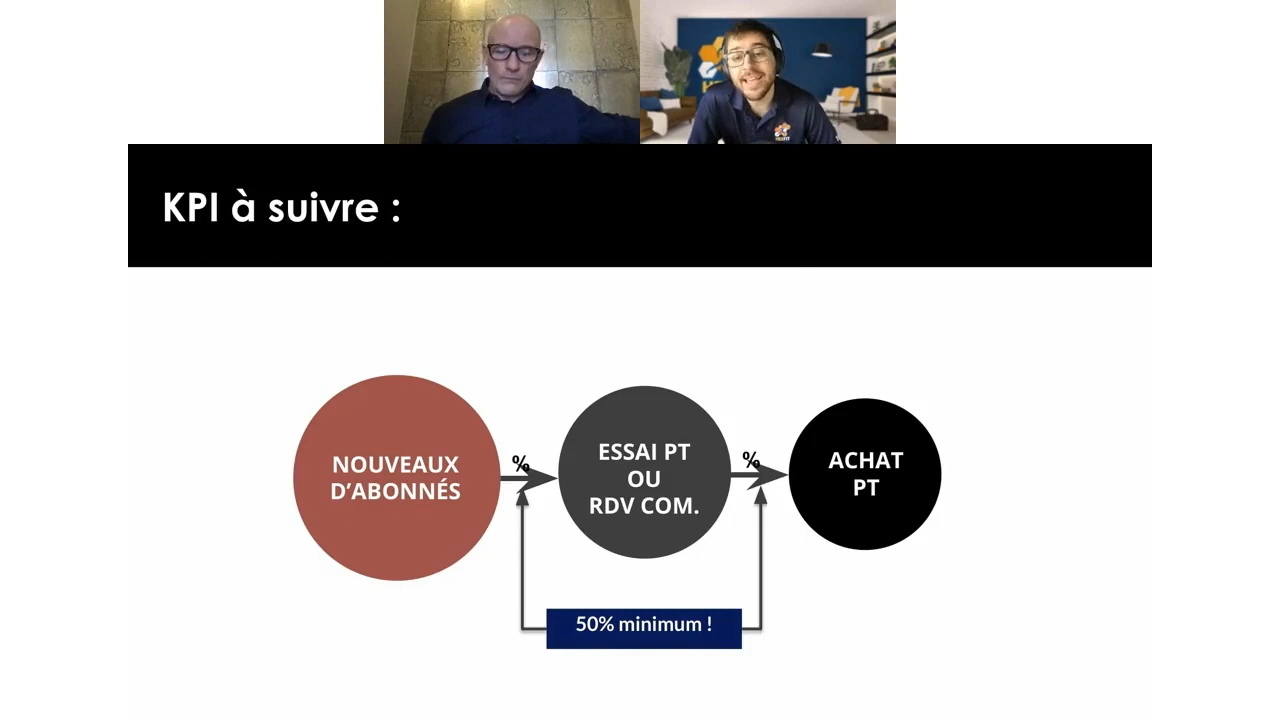 KPI à suivre :
NOUVEAUX
D’ABONNÉS
%
ESSAI PT
OU
RDV COM.
%
ACHAT
PT
50% minimum !